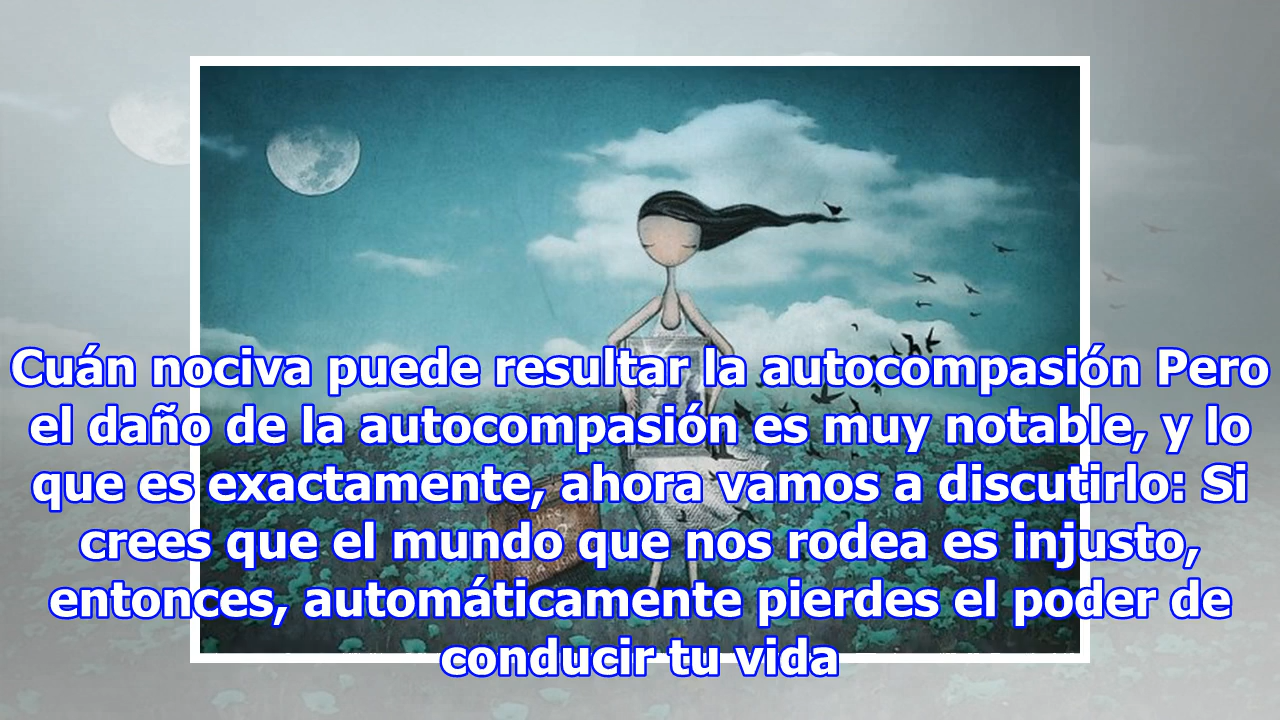 Cuán nociva puede resultar la autocompasión Pero
el daño de la autocompasión es muy notable, y lo
que es exactamente, ahora vamos a discutirlo: Si
crees que el mundo que nos rodea es injusto,
entonces, automáticamente pierdes el poder de
conducir tu vida